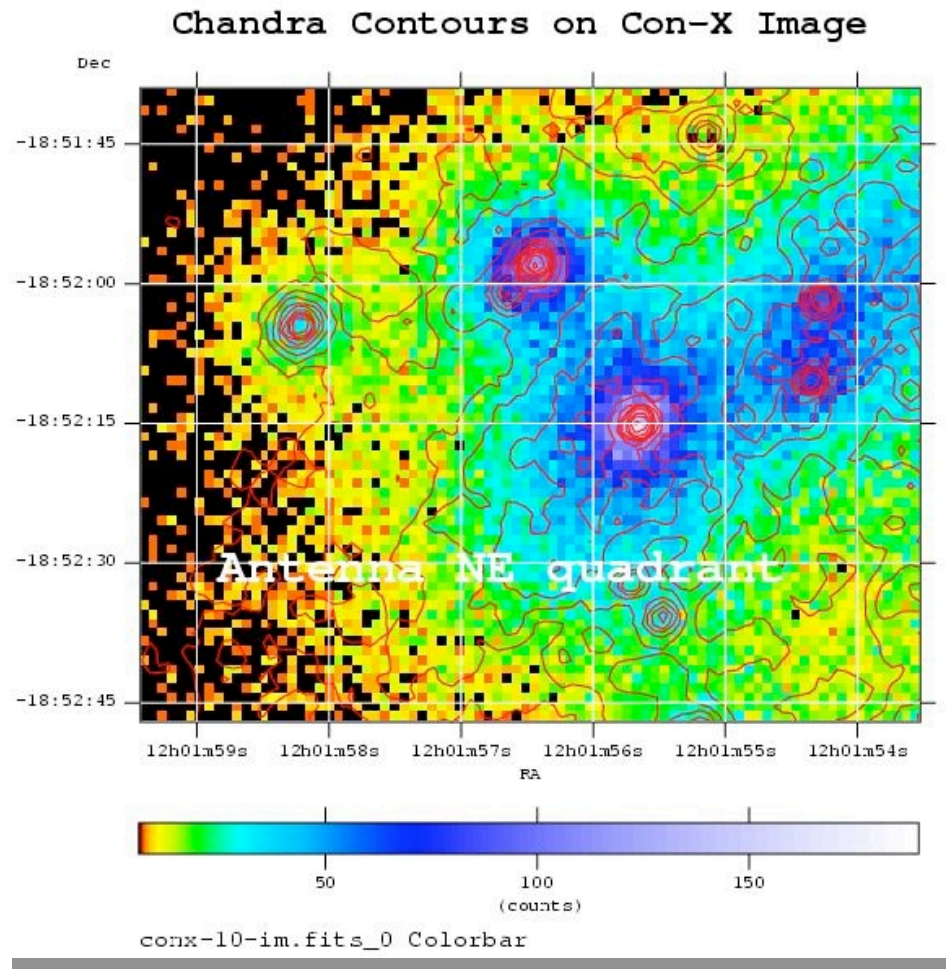 Chandra Contours on Con-X Image
Dec
-18:51:45
-18:52:00
-18:52:15
-18:52:30
Antenna NE quadrant
-18:52:45
12h01m59s 12h01m58s 12h01m57s 12h01m56s 12h01m55s 12h01m54s
RA
50 100 150
(counts)
conx-10-im.fits_0 Colorbar